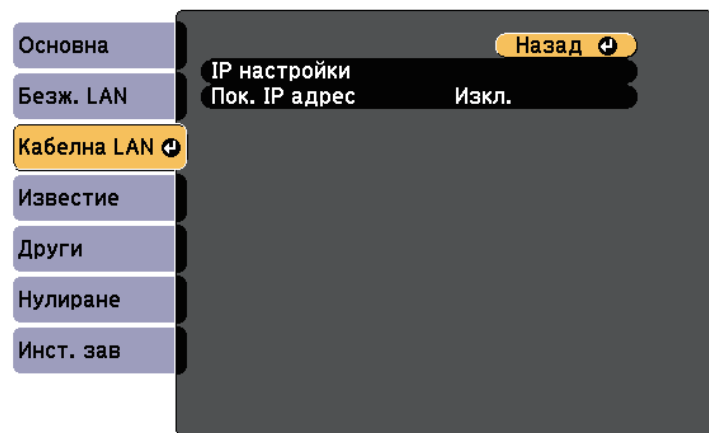 Основна
Безж. LAN
Кабелна LAN
Известие
Други
Нулиране
Инст. зав
Назад
IP настройки
Пок. IP адрес Изкл.